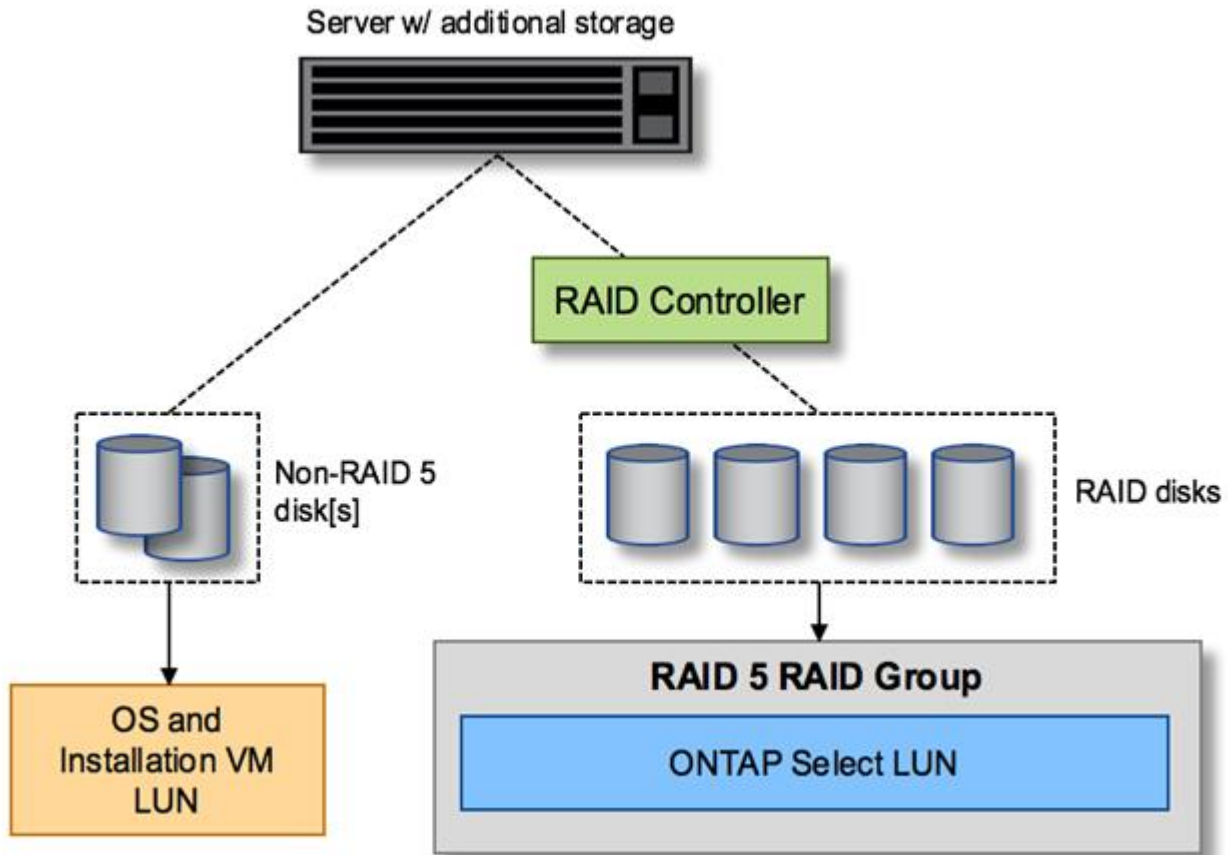 Server w/ additional storage
RAID Controller
Non-RAID 5
disk[s]
RAID disks
OS and
Installation VM
LUN
RAID 5 RAID Group
ONTAP Select LUN